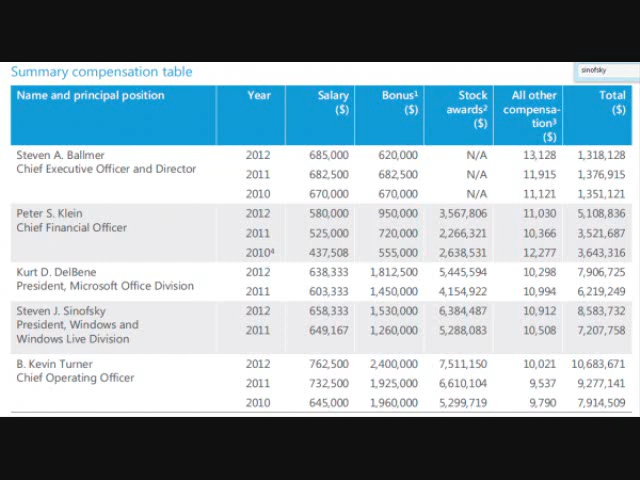 Summary compensation table
sinofsky
Name and principal position Year Salary ($) Bonus¹ ($) Stock awards² ($) All other compensa-tion³ ($) Total ($)
Steven A. Ballmer 2012 685,000 620,000 N/A 13,128 1,318,128
Chief Executive Officer and Director 2011 682,500 682,500 N/A 11,915 1,376,915
2010 670,000 670,000 N/A 11,121 1,351,121
Peter S. Klein 2012 580,000 950,000 3,567,806 11,030 5,108,836
Chief Financial Officer 2011 525,000 720,000 2,266,321 10,366 3,521,687
2010⁴ 437,508 555,000 2,638,531 12,277 3,643,316
Kurt D. DelBene 2012 638,333 1,812,500 5,445,594 10,298 7,906,725
President, Microsoft Office Division 2011 603,333 1,450,000 4,154,922 10,994 6,219,249
Steven J. Sinofsky 2012 658,333 1,530,000 6,384,487 10,912 8,583,732
President, Windows and 2011 649,167 1,260,000 5,288,083 10,508 7,207,758
Windows Live Division
B. Kevin Turner 2012 762,500 2,400,000 7,511,150 10,021 10,683,671
Chief Operating Officer 2011 732,500 1,925,000 6,610,104 9,537 9,277,141
2010 645,000 1,960,000 5,299,719 9,790 7,914,509